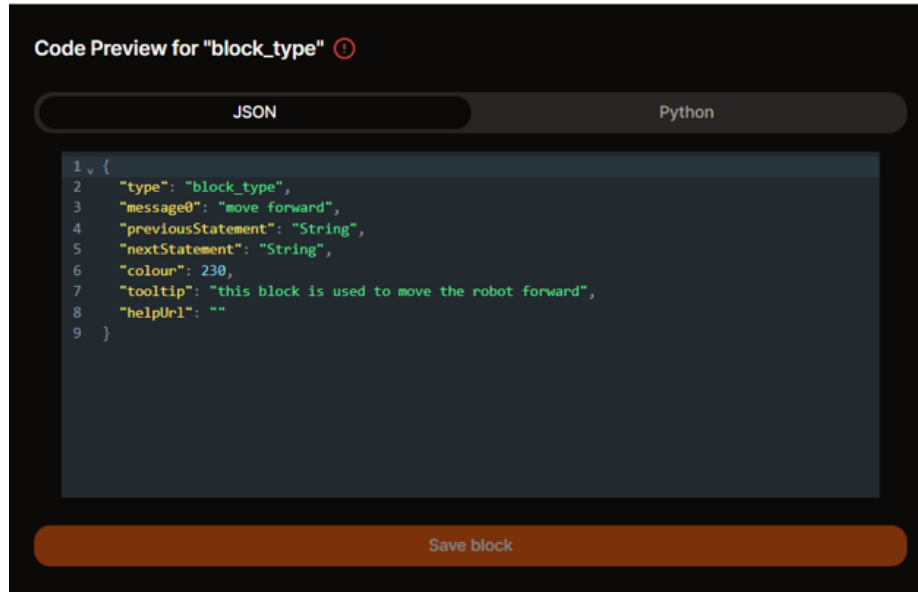 Code Preview for "block_type"
JSON
Python
1 {
2 "type": "block_type",
3 "message0": "move forward",
4 "previousStatement": "String",
5 "nextStatement": "String",
6 "colour": 230,
7 "tooltip": "this block is used to move the robot forward",
8 "helpUrl": ""
9 }
Save block